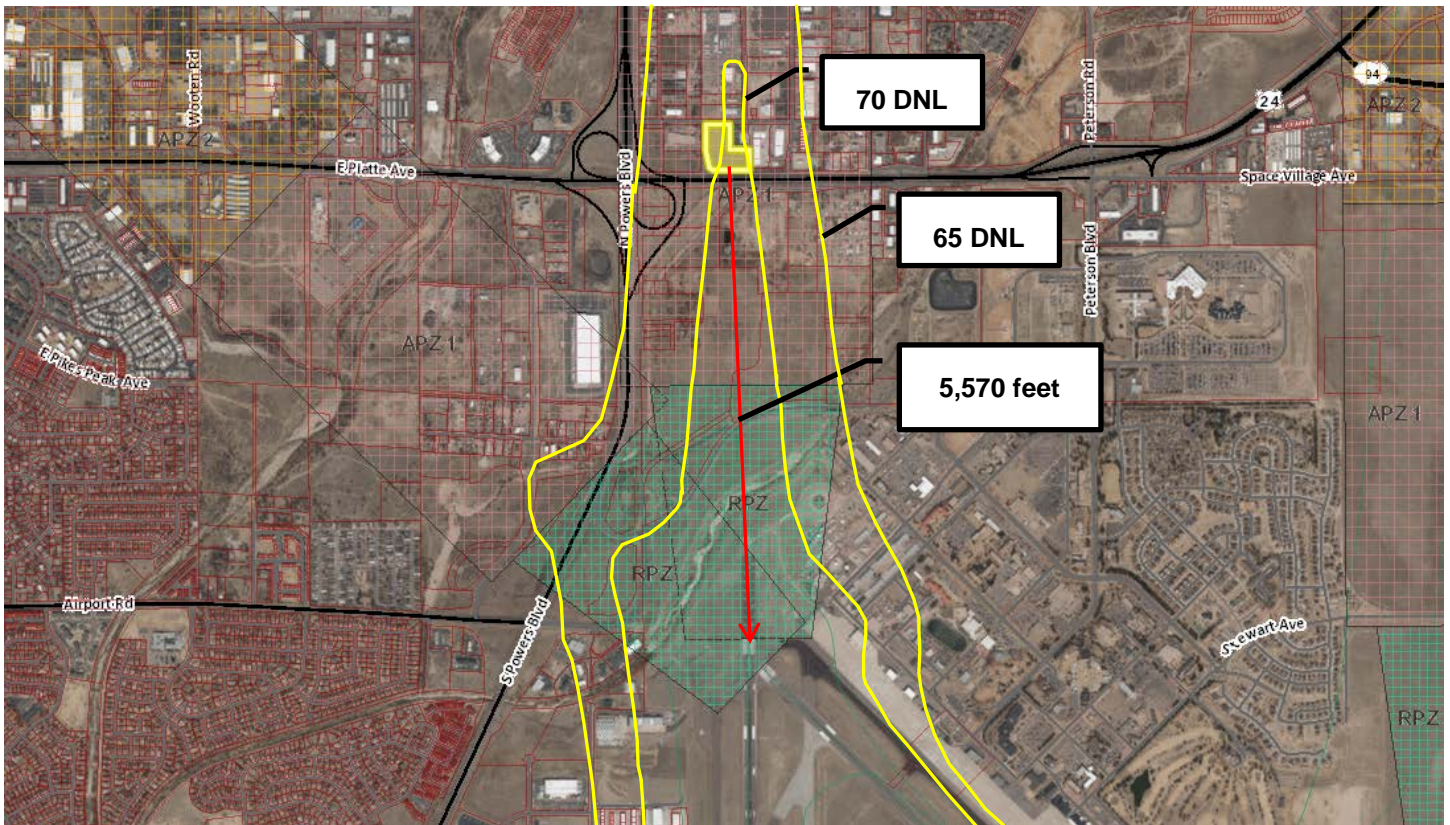 Wooten Rd
APZ 2
E Platte Ave
N Powers Blvd
70 DNL
Peterson Rd
24
94
APZ 2
Space Village Ave
APZ 1
65 DNL
Peterson Blvd
E Pikes Peak Ave
APZ 1
5,570 feet
APZ 1
RPZ
RPZ
Airport Rd
S Powers Blvd
Stewart Ave
RPZ